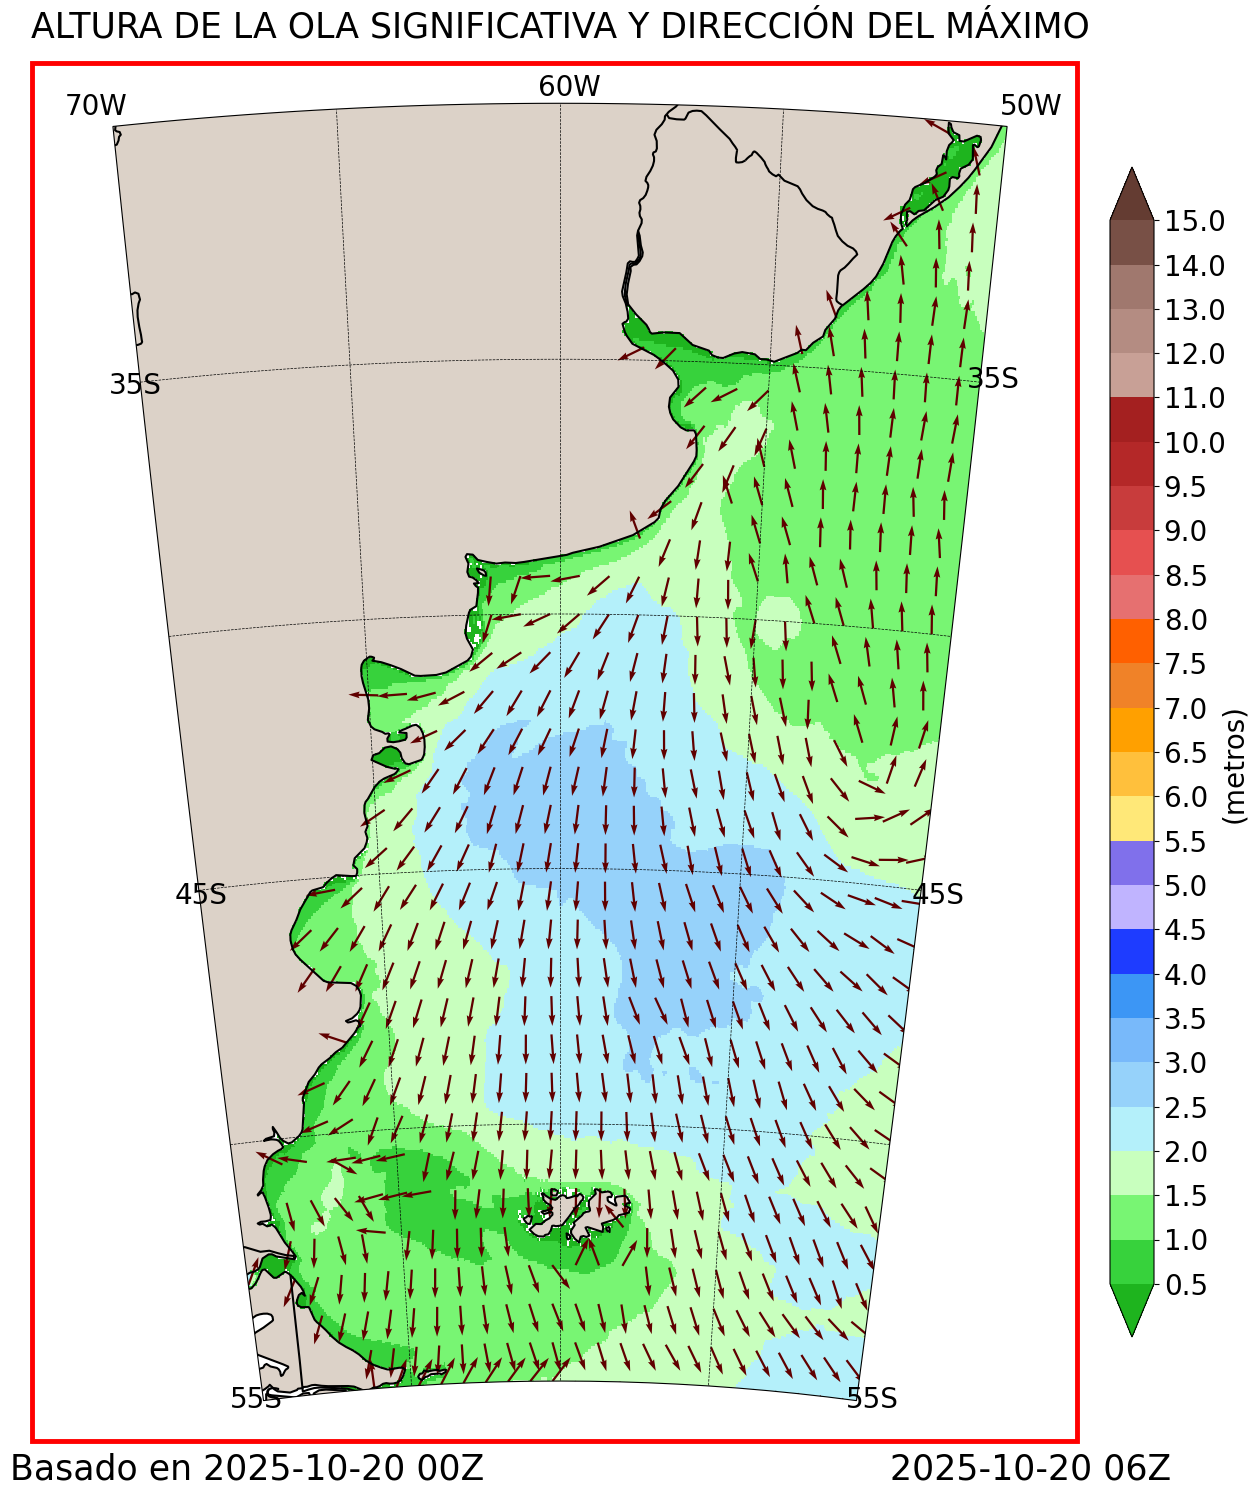 ALTURA DE LA OLA SIGNIFICATIVA Y DIRECCIÓN DEL MÁXIMO
70W
60W
50W
35S
35S
45S
45S
55S
55S
15.0
14.0
13.0
12.0
11.0
10.0
9.5
9.0
8.5
8.0
7.5
7.0
6.5
6.0
5.5
5.0
4.5
4.0
3.5
3.0
2.5
2.0
1.5
1.0
0.5
(metros)
Basado en 2025-10-20 00Z
2025-10-20 06Z